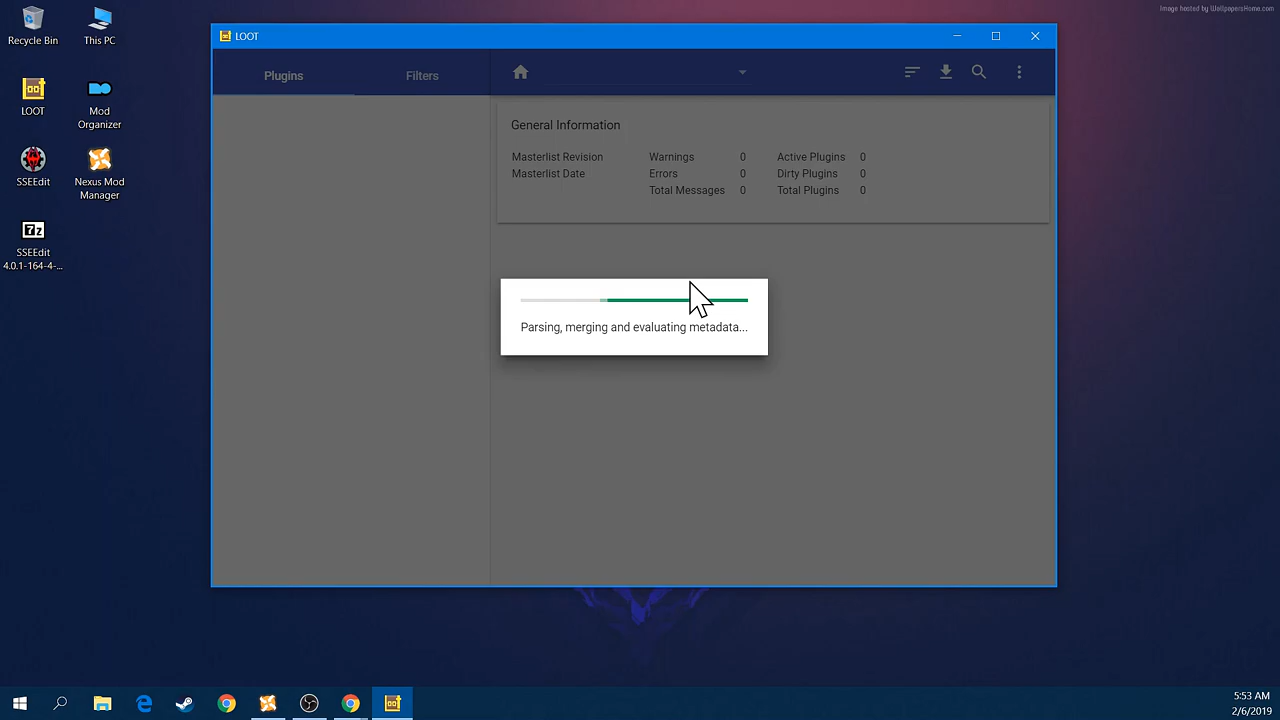 Image hosted by WallpapersHome.com
Recycle Bin
This PC
LOOT
Mod
Organizer
SSEEdit
Nexus Mod
Manager
7z
SSEEdit
4.0.1-164-4-...
LOOT
Plugins
Filters
General Information
Masterlist Revision
Warnings 0
Active Plugins 0
Masterlist Date
Errors 0
Dirty Plugins 0
Total Messages 0
Total Plugins 0
Parsing, merging and evaluating metadata...
5:53 AM
2/6/2019